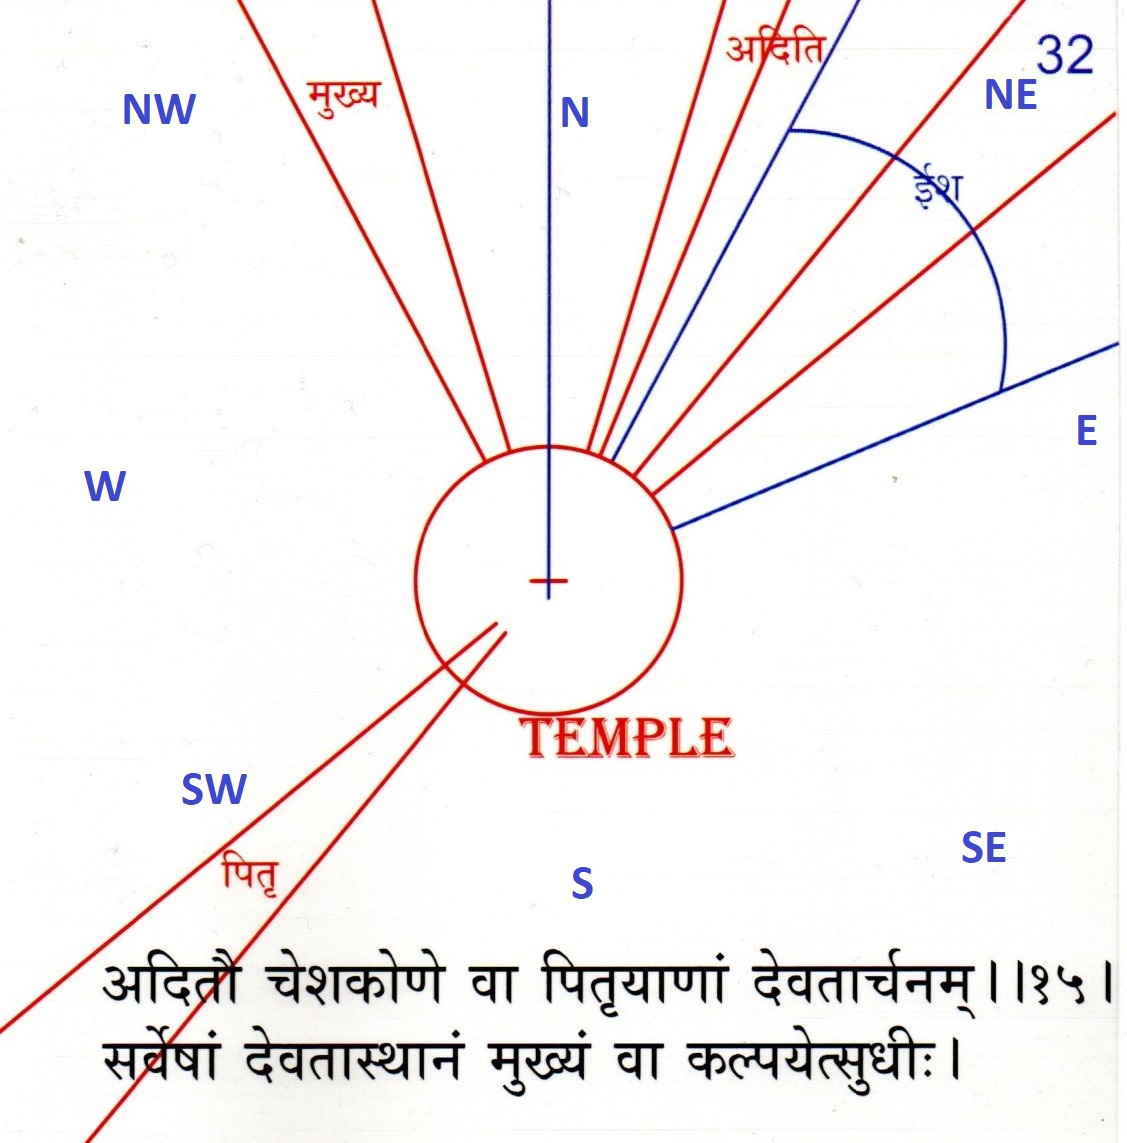 32
NW
मुख्य
N
अदिति
NE
ईश
E
W
TEMPLE
SW
पितृ
S
SE
अदितौ चेशकोणे वा पितृयाणां देवतार्चनम्।।१५।
सर्वेषां देवतास्थानं मुख्यं वा कल्पयेत्सुधीः।